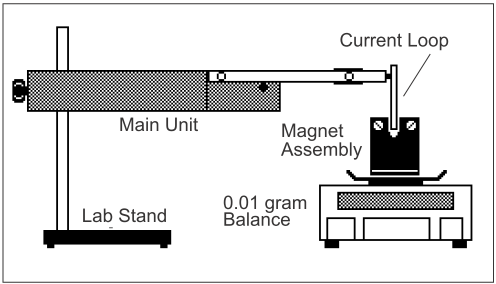 Current Loop
Main Unit
Magnet
Assembly
0.01 gram
Balance
Lab Stand